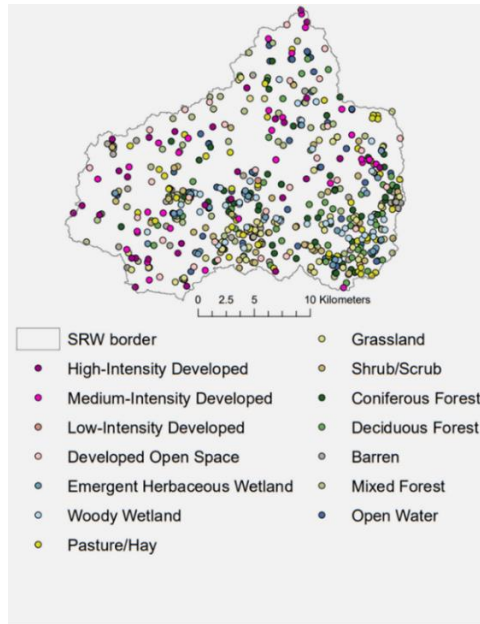 0 2.5 5 10 Kilometers
SRW border
High-Intensity Developed
Medium-Intensity Developed
Low-Intensity Developed
Developed Open Space
Emergent Herbaceous Wetland
Woody Wetland
Pasture/Hay
Grassland
Shrub/Scrub
Coniferous Forest
Deciduous Forest
Barren
Mixed Forest
Open Water